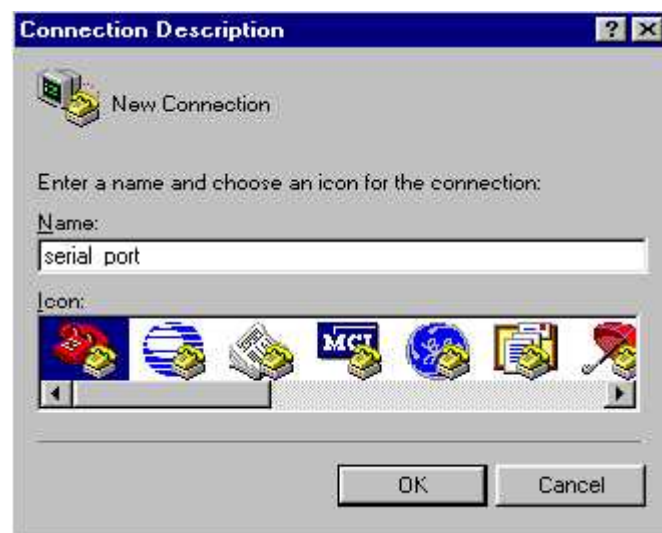 Connection Description
New Connection
Enter a name and choose an icon for the connection:
Name:
serial port
Icon:
MCI
OK
Cancel